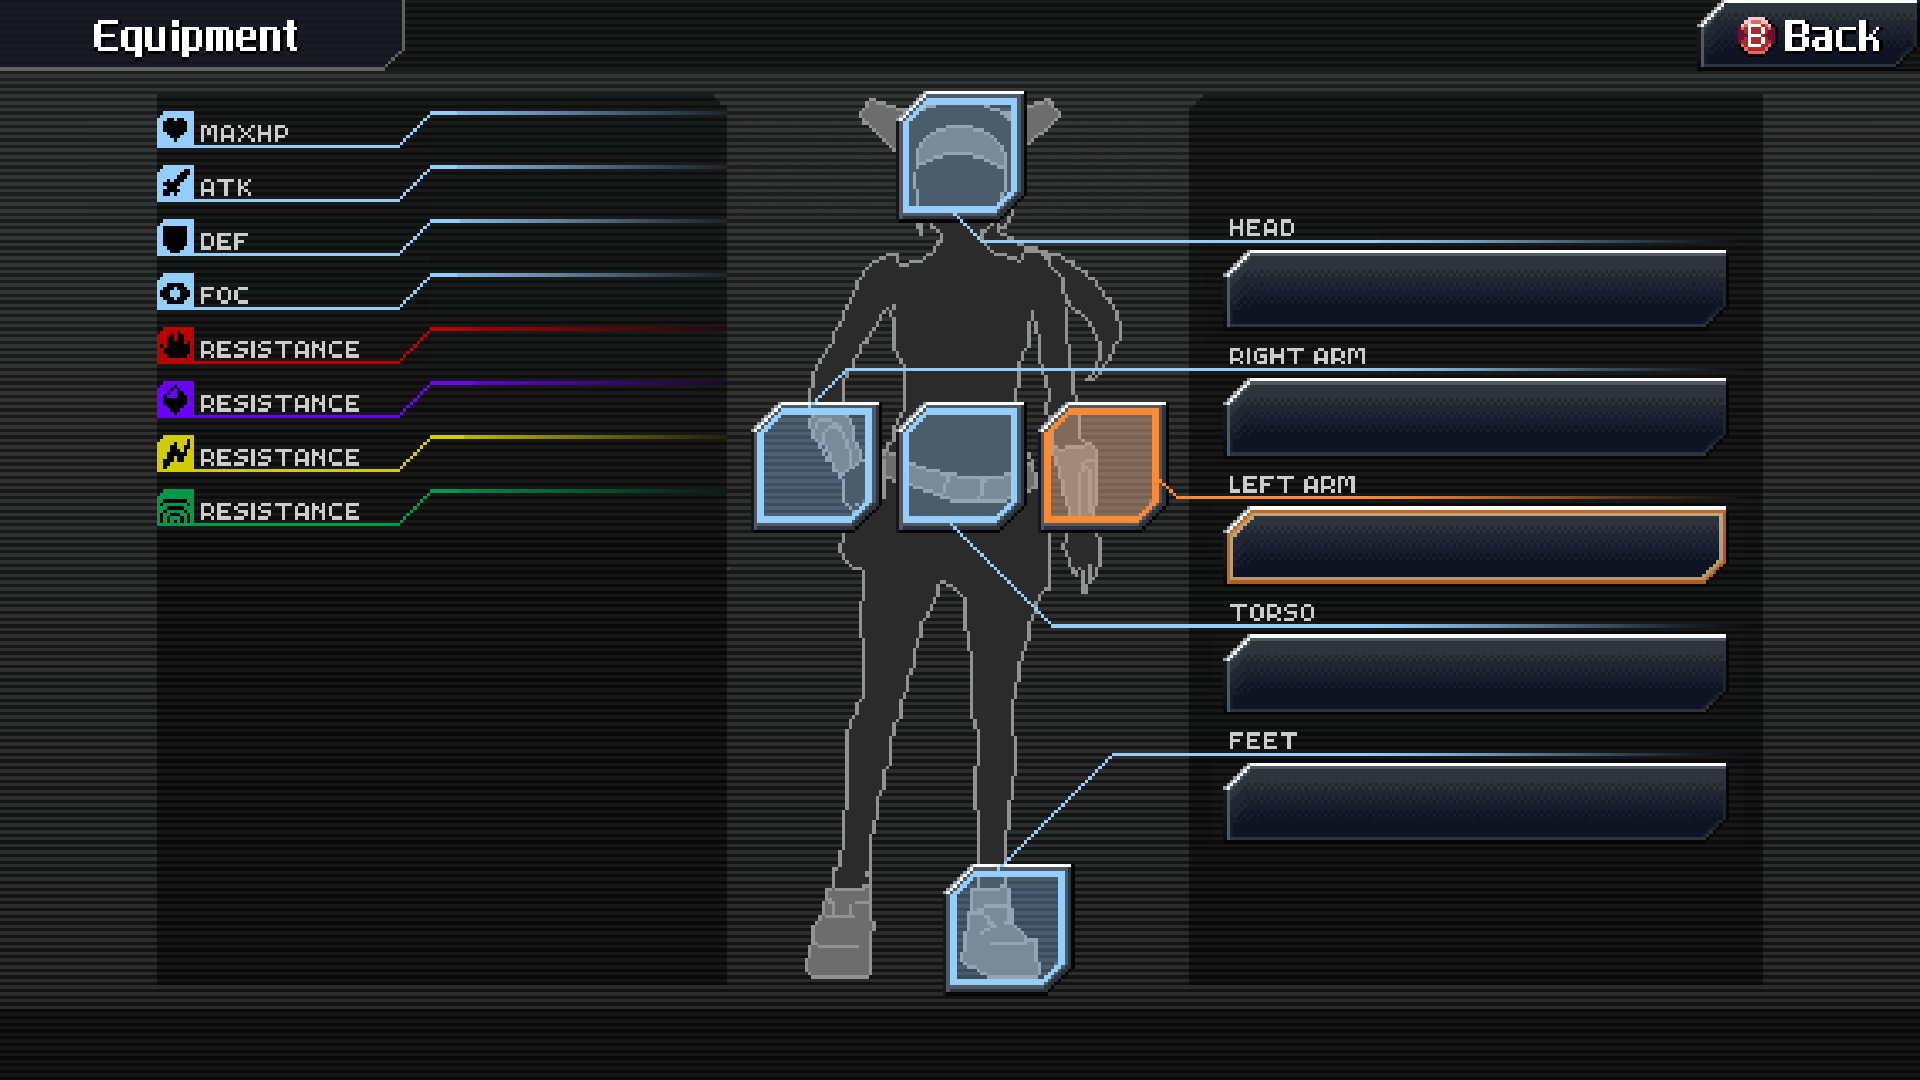 Equipment
B Back
MAXHP
ATK
DEF
FOC
RESISTANCE
RESISTANCE
RESISTANCE
RESISTANCE
HEAD
RIGHT ARM
LEFT ARM
TORSO
FEET